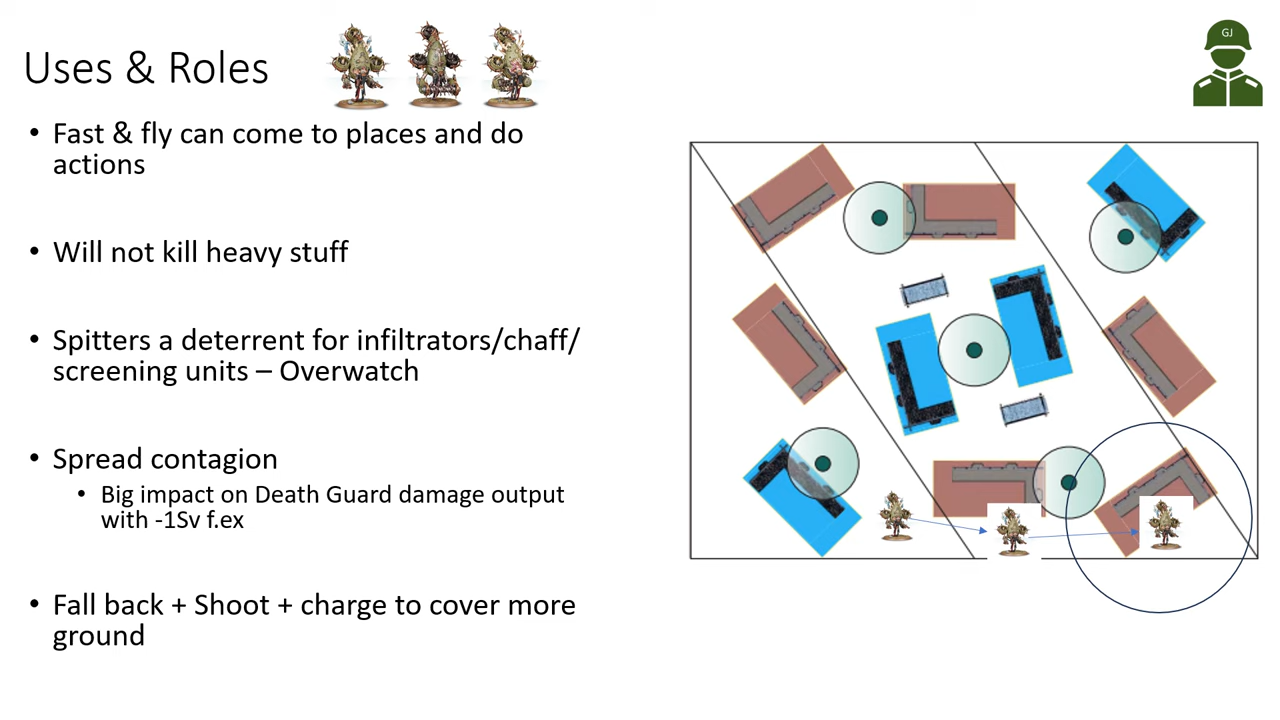 Uses & Roles
GJ
• Fast & fly can come to places and do
actions
• Will not kill heavy stuff
• Spitters a deterrent for infiltrators/chaff/
screening units – Overwatch
• Spread contagion
• Big impact on Death Guard damage output
with -1Sv f.ex
• Fall back + Shoot + charge to cover more
ground